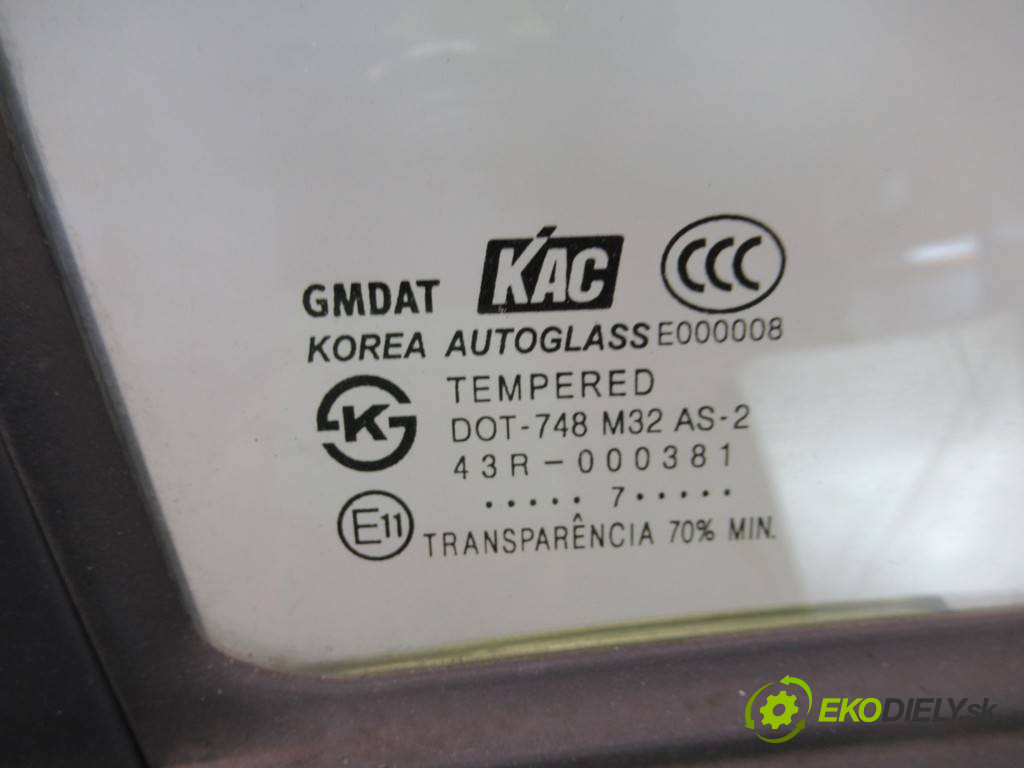 GMDAT KAC CCC
KOREA AUTOGLASS E000008
K TEMPERED
DOT-748 M32 AS-2
43R-000381
· · · · · 7 · · · · ·
E11 TRANSPARÊNCIA 70% MIN.
EKODIELY.sk